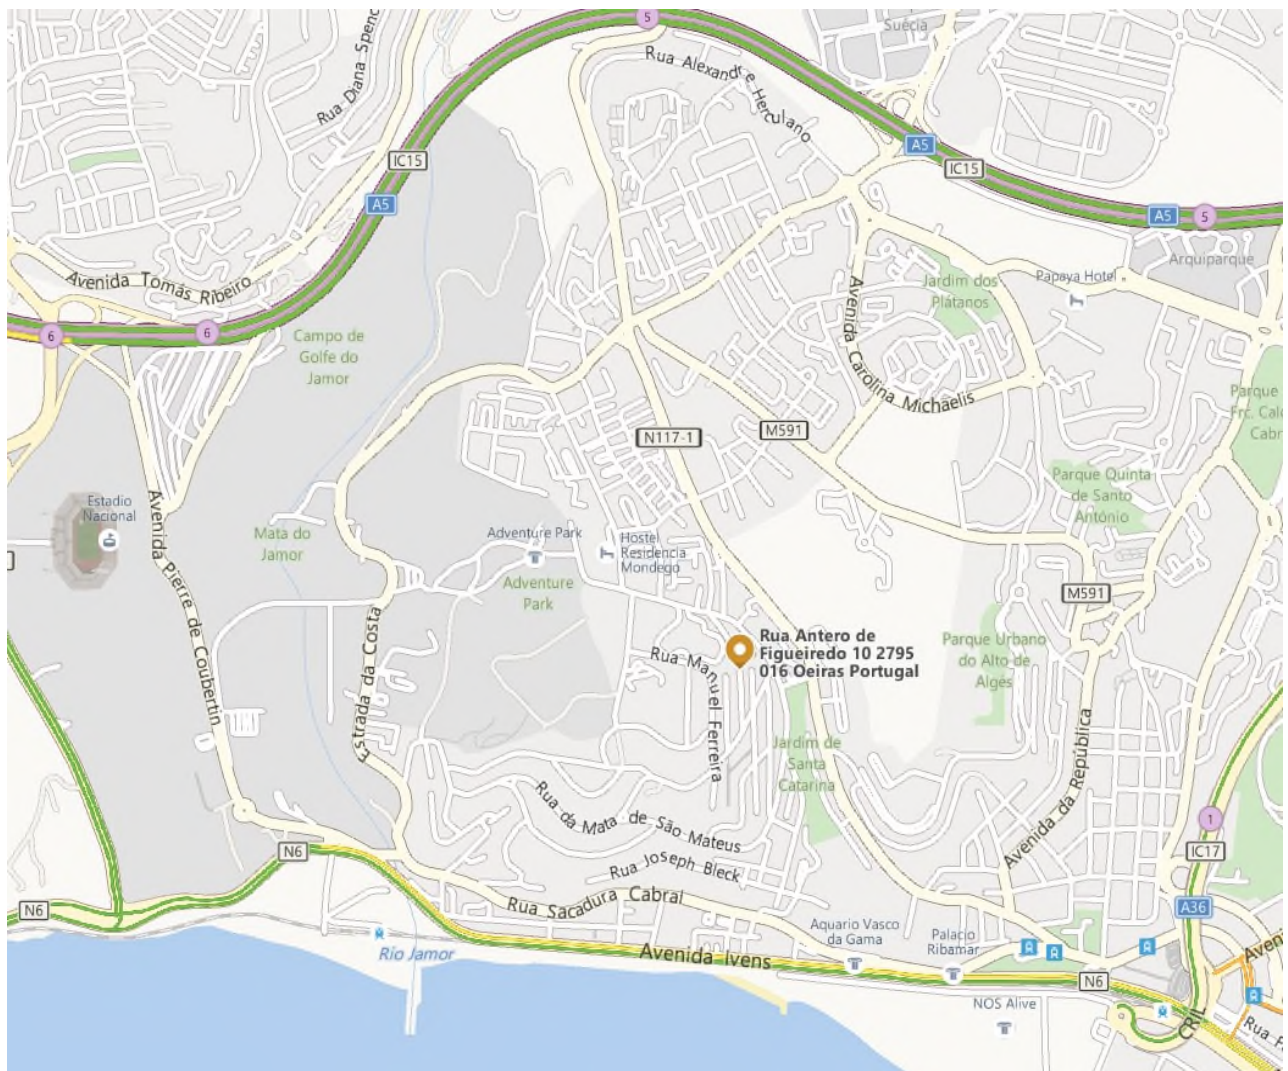 5
Suécia
Rua Alexandre Herculano
Rua Diana Spenc
A5
IC15
IC15
A5
A5
5
Arquiparque
Papaya Hotel
Jardim dos
Plátanos
Avenida Tomás Ribeiro
6
6
Campo de
Golfe do
Jamor
Avenida Carolina Michaelis
Parque
Frc. Cal
Cabr
M591
N117-1
Parque Quinta
de Santo
António
Estadio
Nacional
Avenida Pierre de Coubertin
Mata do
Jamor
Adventure Park
Hostel
Residencia
Mondego
Adventure
Park
M591
Estrada da Costa
Rua Antero de
Figueiredo 10 2795
016 Oeiras Portugal
Rua Manuel Ferreira
Parque Urbano
do Alto de
Algés
Jardim de
Santa
Catarina
Avenida da República
Rua da Mata de São Mateus
Rua Joseph Bleck
1
IC17
N6
N6
Rua Sacadura Cabral
A36
Aquario Vasco
da Gama
Palacio
Ribamar
Rio Jamor
Avenida Ivens
N6
NOS Alive
CRIL
Aven
Rua F